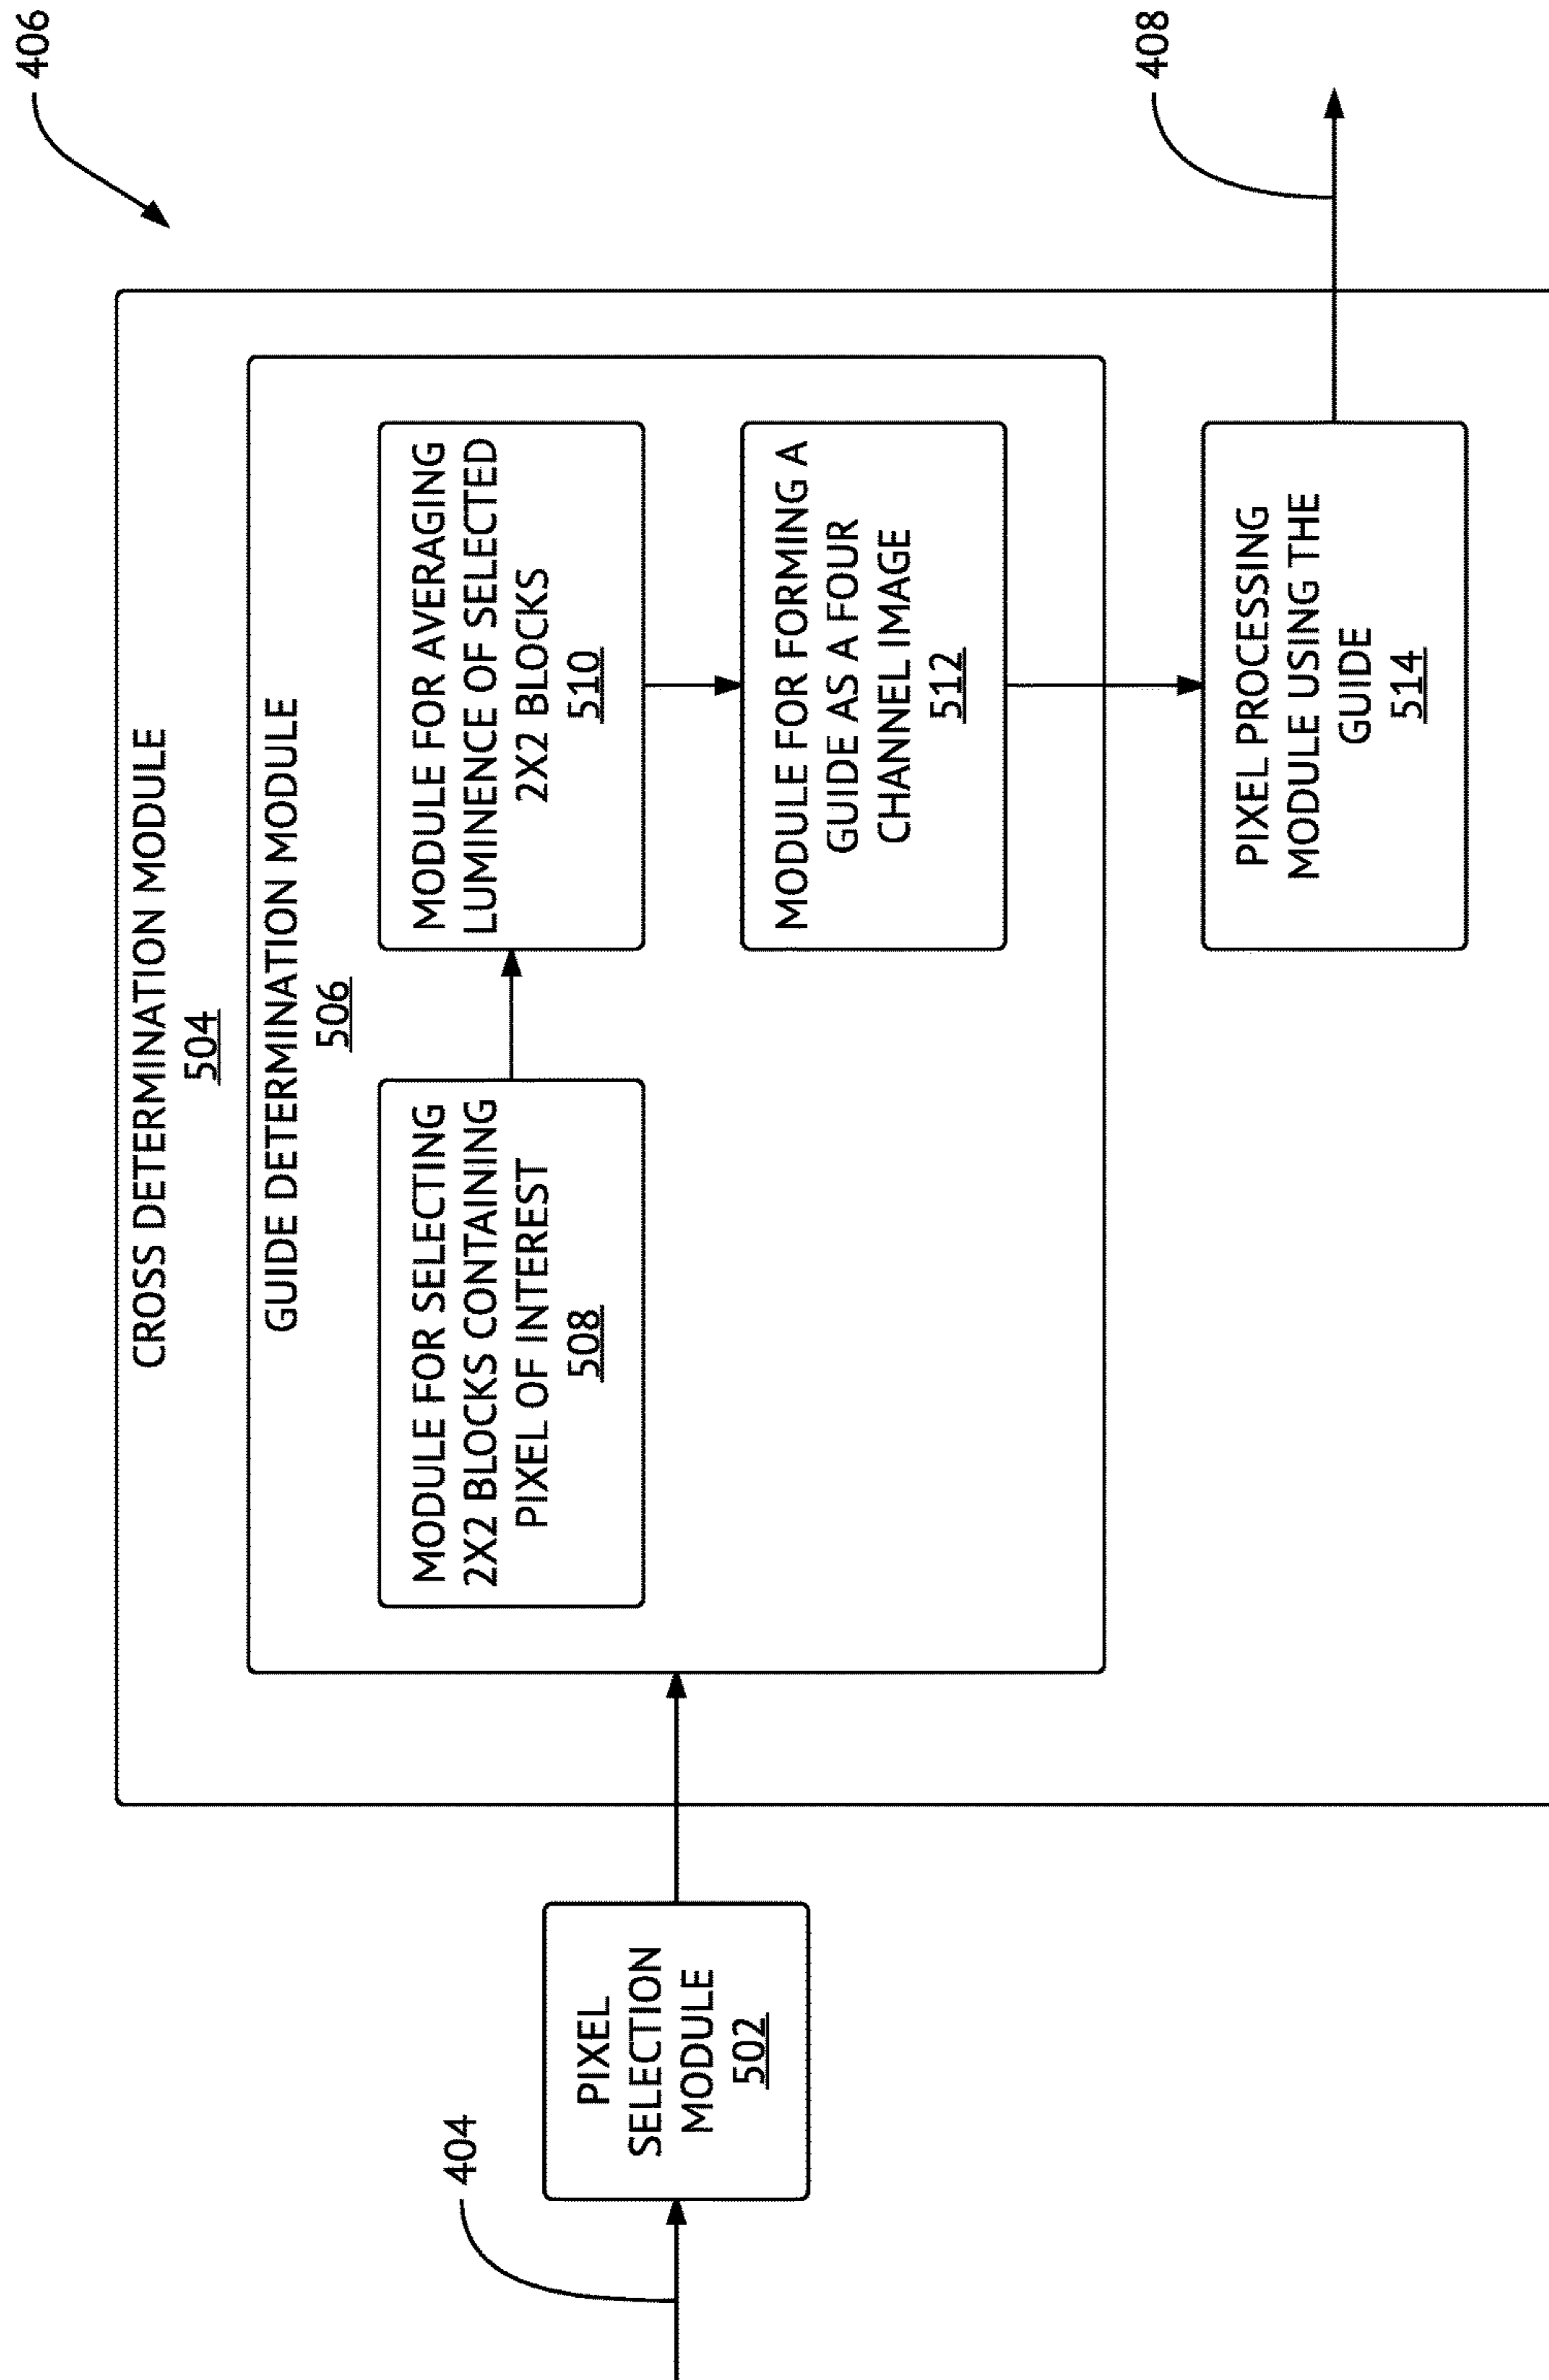 406
CROSS DETERMINATION MODULE
504
GUIDE DETERMINATION MODULE
506
MODULE FOR SELECTING
2X2 BLOCKS CONTAINING
PIXEL OF INTEREST
508
MODULE FOR AVERAGING
LUMINENCE OF SELECTED
2X2 BLOCKS
510
404
PIXEL
SELECTION
MODULE
502
MODULE FOR FORMING A
GUIDE AS A FOUR
CHANNEL IMAGE
512
408
PIXEL PROCESSING
MODULE USING THE
GUIDE
514